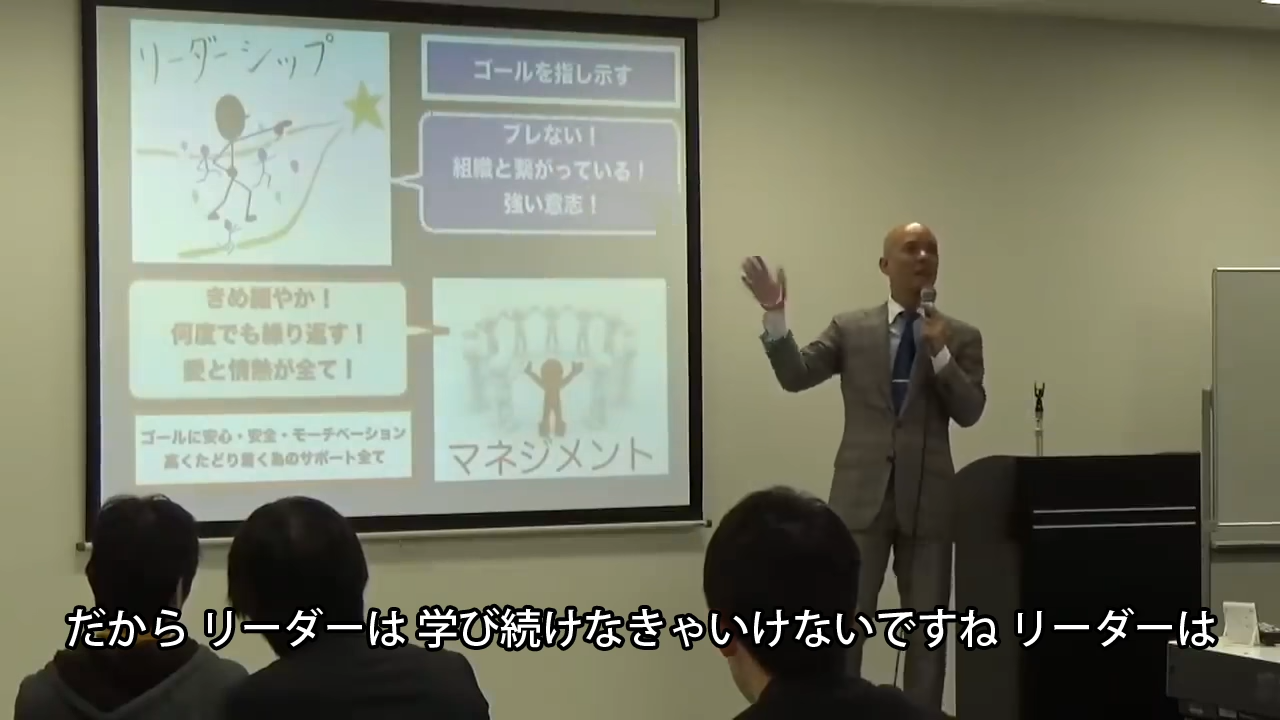 リーダーシップ
ゴールを指し示す
ブレない！
組織と繋がっている！
強い意志！
きめ細やか！
何度でも繰り返す！
愛と情熱が全て！
ゴールに安心・安全・モーチベーション
高くたどり着く為のサポート全て
マネジメント
だから リーダーは 学び続けなきゃいけないですね リーダーは